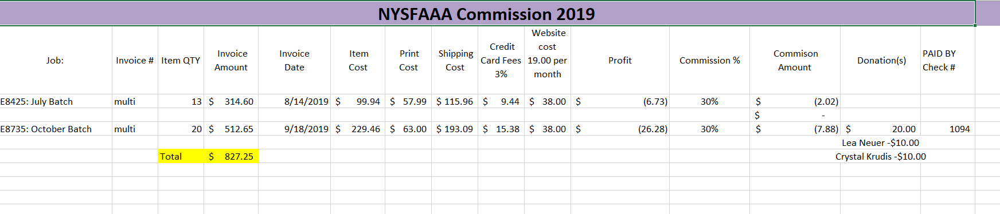 NYSFAAA Commission 2019
Job: Invoice # Item QTY Invoice Amount Invoice Date Item Cost Print Cost Shipping Cost Credit Card Fees 3% Website cost 19.00 per month Profit Commission % Commison Amount Donation(s) PAID BY Check #
E8425: July Batch multi 13 $ 314.60 8/14/2019 $ 99.94 $ 57.99 $ 115.96 $ 9.44 $ 38.00 $ (6.73) 30% $ (2.02)
$ -
E8735: October Batch multi 20 $ 512.65 9/18/2019 $ 229.46 $ 63.00 $ 193.09 $ 15.38 $ 38.00 $ (26.28) 30% $ (7.88) $ 20.00 1094
Lea Neuer -$10.00
Total $ 827.25 Crystal Krudis -$10.00